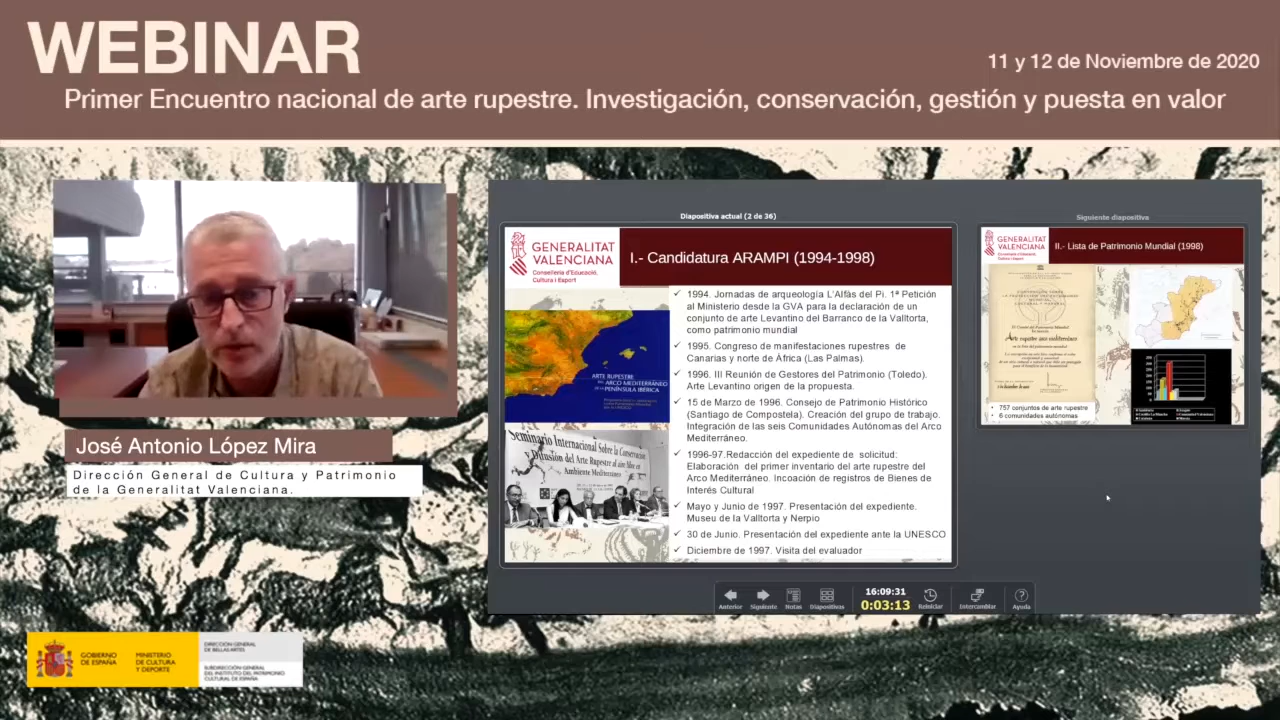 WEBINAR
11 y 12 de Noviembre de 2020
Primer Encuentro nacional de arte rupestre. Investigación, conservación, gestión y puesta en valor
José Antonio López Mira
Dirección General de Cultura y Patrimonio
de la Generalitat Valenciana.
Diapositiva actual (2 de 36)
GENERALITAT
VALENCIANA
Conselleria d'Educació,
Cultura i Esport
I.- Candidatura ARAMPI (1994-1998)
✓ 1994. Jornadas de arqueología L'Alfàs del Pi. 1ª Petición
al Ministerio desde la GVA para la declaración de un
conjunto de arte Levantino del Barranco de la Valltorta,
como patrimonio mundial
✓ 1995. Congreso de manifestaciones rupestres de
Canarias y norte de África (Las Palmas).
✓ 1996. III Reunión de Gestores del Patrimonio (Toledo).
Arte Levantino origen de la propuesta.
✓ 15 de Marzo de 1996. Consejo de Patrimonio Histórico
(Santiago de Compostela). Creación del grupo de trabajo.
Integración de las seis Comunidades Autónomas del Arco
Mediterráneo.
✓ 1996-97.Redacción del expediente de solicitud:
Elaboración del primer inventario del arte rupestre del
Arco Mediterráneo. Incoación de registros de Bienes de
Interés Cultural
✓ Mayo y Junio de 1997. Presentación del expediente.
Museo de la Valltorta y Nerpio
✓ 30 de Junio. Presentación del expediente ante la UNESCO
✓ Diciembre de 1997. Visita del evaluador
ARTE RUPESTRE
EN ARCO MEDITERRÁNEO
DE LA PENÍNSULA IBÉRICA
Seminario Internacional Sobre la Conservación
y Difusión del Arte Rupestre al aire libre en
Ambiente Mediterráneo
Siguiente diapositiva
GENERALITAT
VALENCIANA
Conselleria d'Educació,
Cultura i Esport
II.- Lista de Patrimonio Mundial (1998)
• 757 conjuntos de arte rupestre
• 6 comunidades autónomas
Anterior
Siguiente
Notas
Diapositivas
16:09:31
0:03:13
Reiniciar
Intercambiar
Ayuda
GOBIERNO
DE ESPAÑA
MINISTERIO
DE CULTURA
Y DEPORTE
DIRECCIÓN GENERAL
DE BELLAS ARTES
SUBDIRECCIÓN GENERAL
DEL INSTITUTO DEL PATRIMONIO
CULTURAL DE ESPAÑA